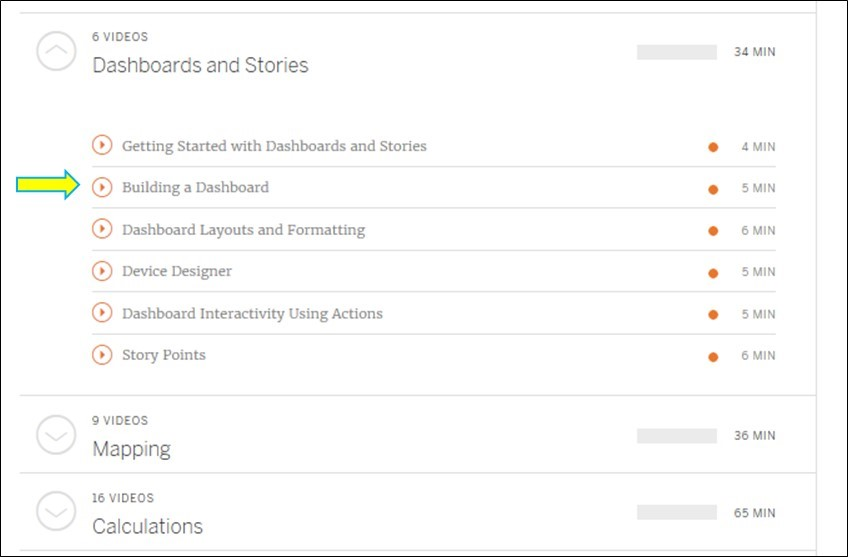 6 VIDEOS
Dashboards and Stories 34 MIN
Getting Started with Dashboards and Stories 4 MIN
Building a Dashboard 5 MIN
Dashboard Layouts and Formatting 6 MIN
Device Designer 5 MIN
Dashboard Interactivity Using Actions 5 MIN
Story Points 6 MIN
9 VIDEOS
Mapping 36 MIN
16 VIDEOS
Calculations 65 MIN